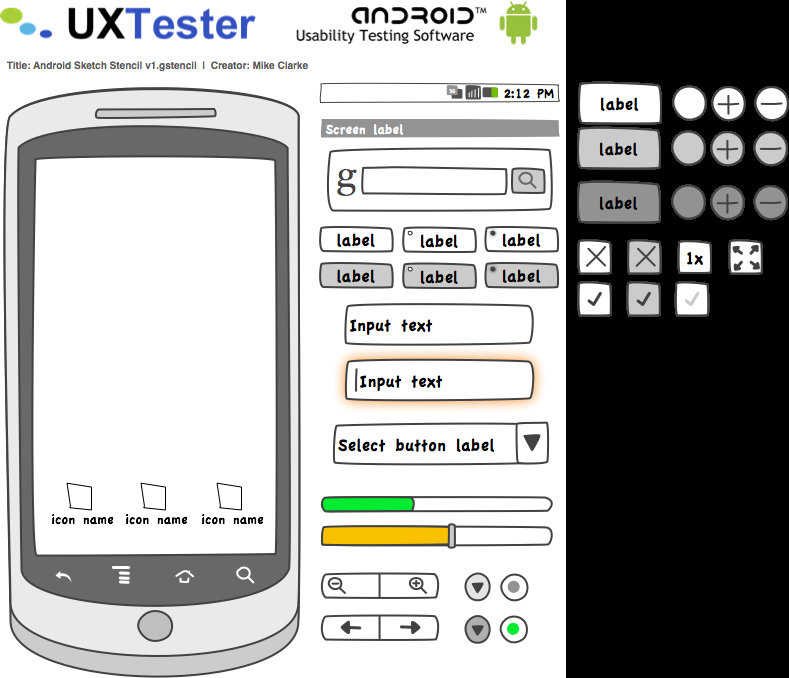 UXTester
ANDROID™
Usability Testing Software
Title: Android Sketch Stencil v1.gstencil | Creator: Mike Clarke
3G 2:12 PM
Screen label
g
label label label
label label label
Input text
Input text
Select button label
icon name icon name icon name
label
label
label
1x